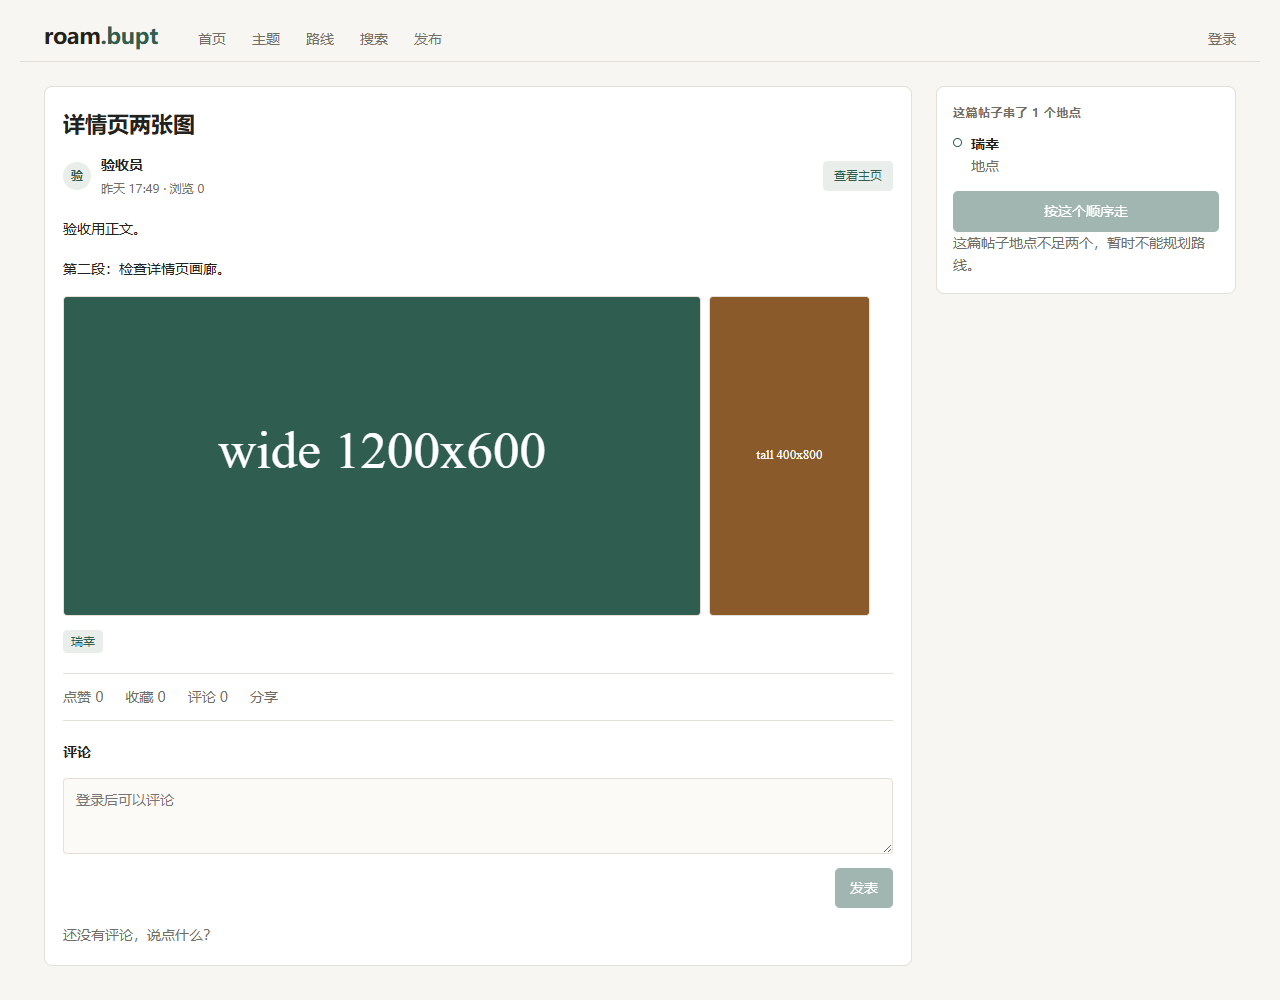 roam.bupt
首页 主题 路线 搜索 发布 登录
详情页两张图
验
验收员
昨天 17:49 · 浏览 0
查看主页
验收用正文。
第二段：检查详情页画廊。
wide 1200x600
tall 400x800
瑞幸
点赞 0 收藏 0 评论 0 分享
评论
登录后可以评论
发表
还没有评论，说点什么？
这篇帖子串了 1 个地点
瑞幸
地点
按这个顺序走
这篇帖子地点不足两个，暂时不能规划路
线。